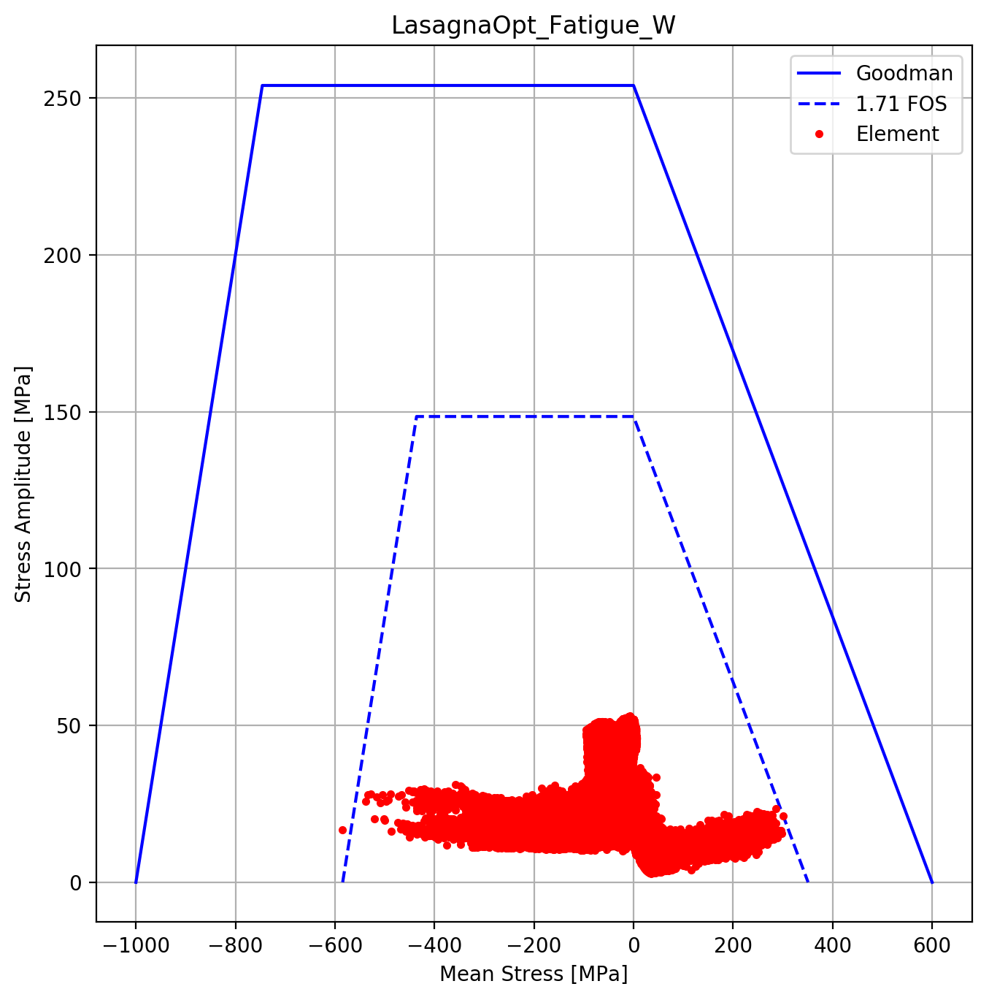 LasagnaOpt_Fatigue_W
Goodman
1.71 FOS
Element
Stress Amplitude [MPa]
250
200
150
100
50
0
−1000 −800 −600 −400 −200 0 200 400 600
Mean Stress [MPa]